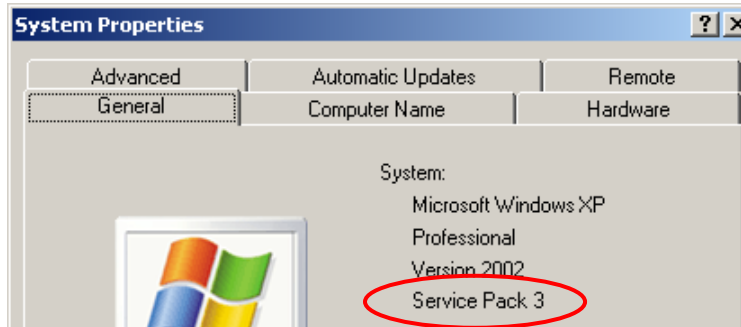 System Properties
Advanced Automatic Updates Remote
General Computer Name Hardware
System:
Microsoft Windows XP
Professional
Version 2002
Service Pack 3